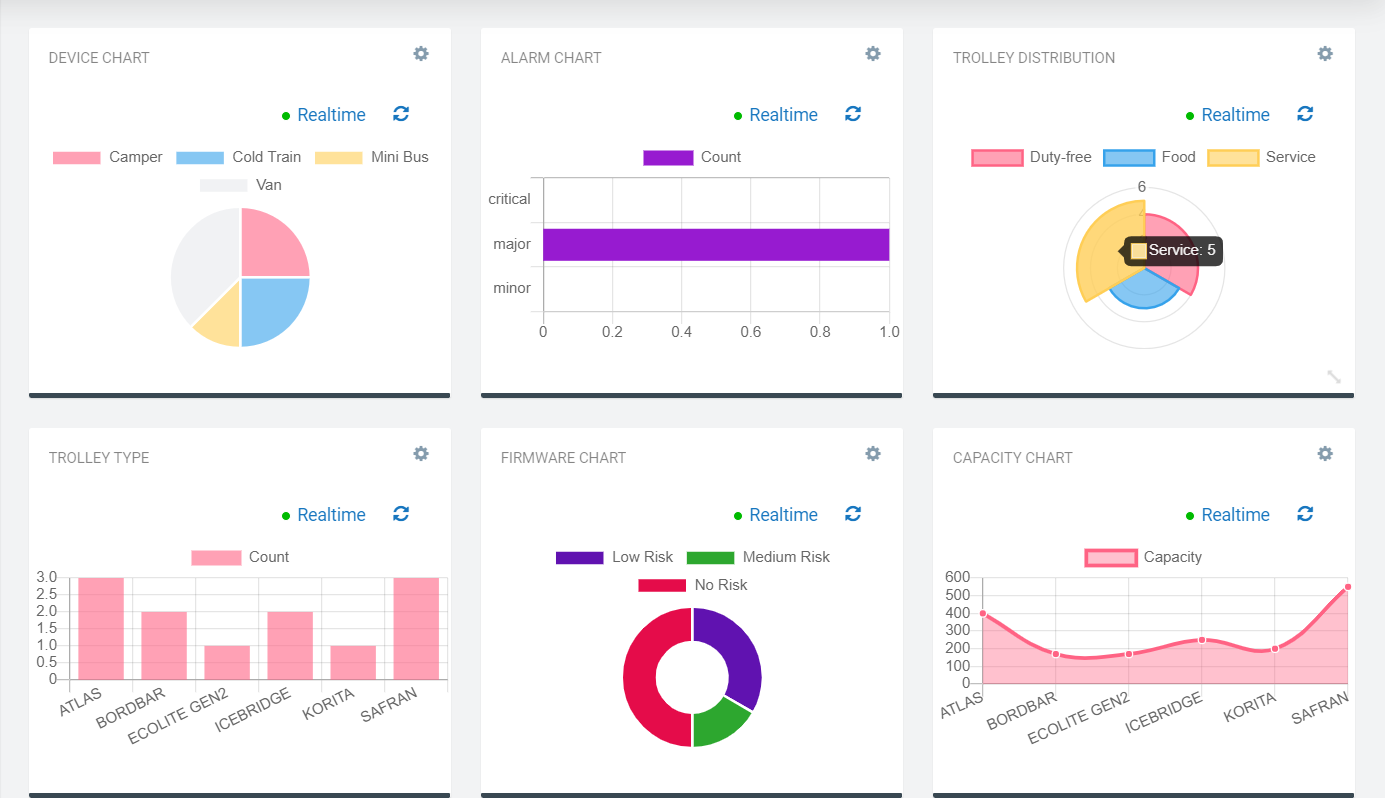 DEVICE CHART
Realtime
Camper Cold Train Mini Bus
Van
ALARM CHART
Realtime
Count
critical
major
minor
0 0.2 0.4 0.6 0.8 1.0
TROLLEY DISTRIBUTION
Realtime
Duty-free Food Service
6
Service: 5
TROLLEY TYPE
Realtime
Count
3.0
2.5
2.0
1.5
1.0
0.5
0
ATLAS BORDBAR ECOLITE GEN2 ICEBRIDGE KORITA SAFRAN
FIRMWARE CHART
Realtime
Low Risk Medium Risk
No Risk
CAPACITY CHART
Realtime
Capacity
600
500
400
300
200
100
0
ATLAS BORDBAR ECOLITE GEN2 ICEBRIDGE KORITA SAFRAN